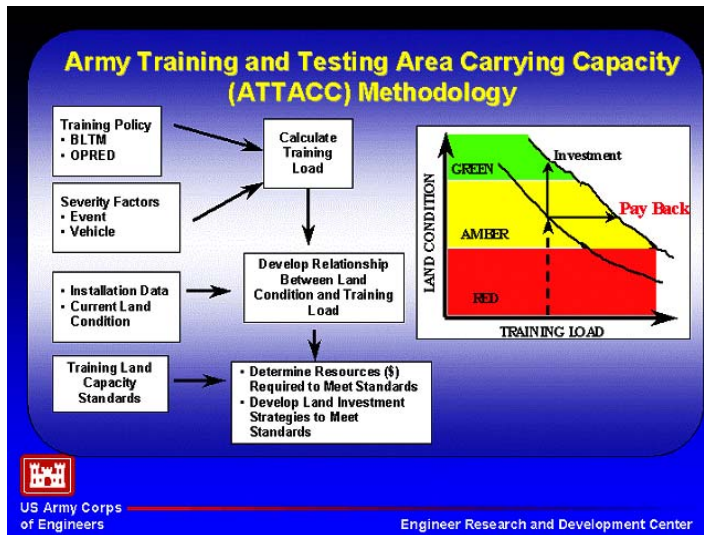 Army Training and Testing Area Carrying Capacity
(ATTACC) Methodology
Training Policy
• BLTM
• OPRED
Severity Factors
• Event
• Vehicle
• Installation Data
• Current Land
Condition
Training Land
Capacity
Standards
Calculate
Training
Load
Develop Relationship
Between Land
Condition and Training
Load
• Determine Resources ($)
Required to Meet Standards
• Develop Land Investment
Strategies to Meet
Standards
LAND CONDITION
GREEN
AMBER
RED
Investment
Pay Back
TRAINING LOAD
US Army Corps
of Engineers
Engineer Research and Development Center